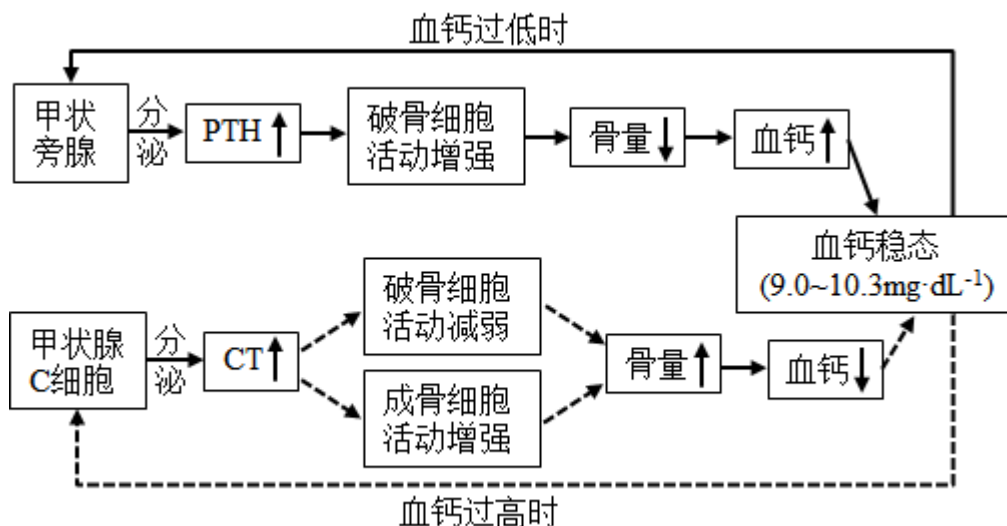 血钙过低时
甲状
旁腺
分
泌
PTH
破骨细胞
活动增强
骨量
血钙
血钙稳态
(9.0~10.3mg·dL⁻¹)
甲状腺
C细胞
分
泌
CT
破骨细胞
活动减弱
成骨细胞
活动增强
骨量
血钙
血钙过高时